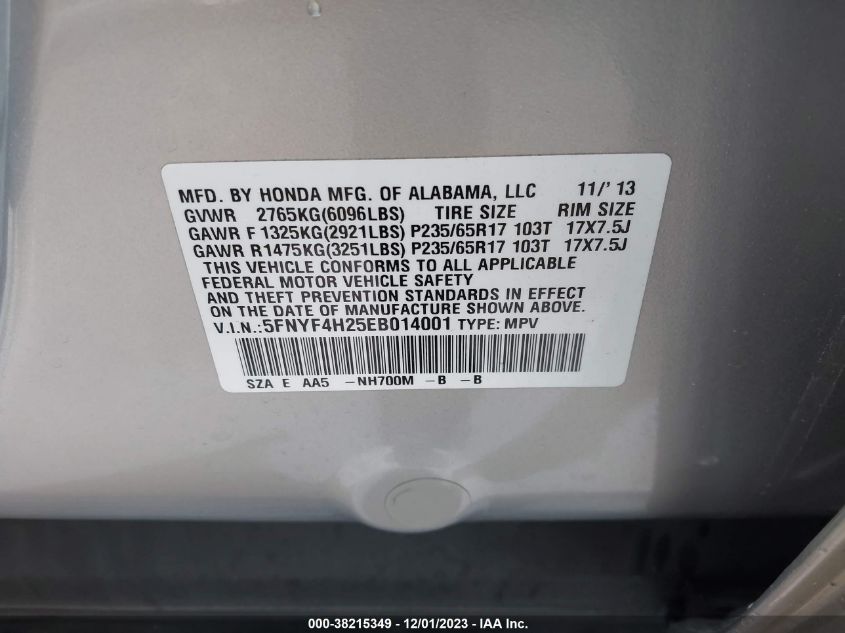 MFD. BY HONDA MFG. OF ALABAMA, LLC 11/' 13
GVWR 2765KG(6096LBS) TIRE SIZE RIM SIZE
GAWR F 1325KG(2921LBS) P235/65R17 103T 17X7.5J
GAWR R1475KG(3251LBS) P235/65R17 103T 17X7.5J
THIS VEHICLE CONFORMS TO ALL APPLICABLE
FEDERAL MOTOR VEHICLE SAFETY
AND THEFT PREVENTION STANDARDS IN EFFECT
ON THE DATE OF MANUFACTURE SHOWN ABOVE.
V.I.N.:5FNYF4H25EB014001 TYPE: MPV
SZA E AA5 -NH700M -B -B
000-38215349 - 12/01/2023 - IAA Inc.